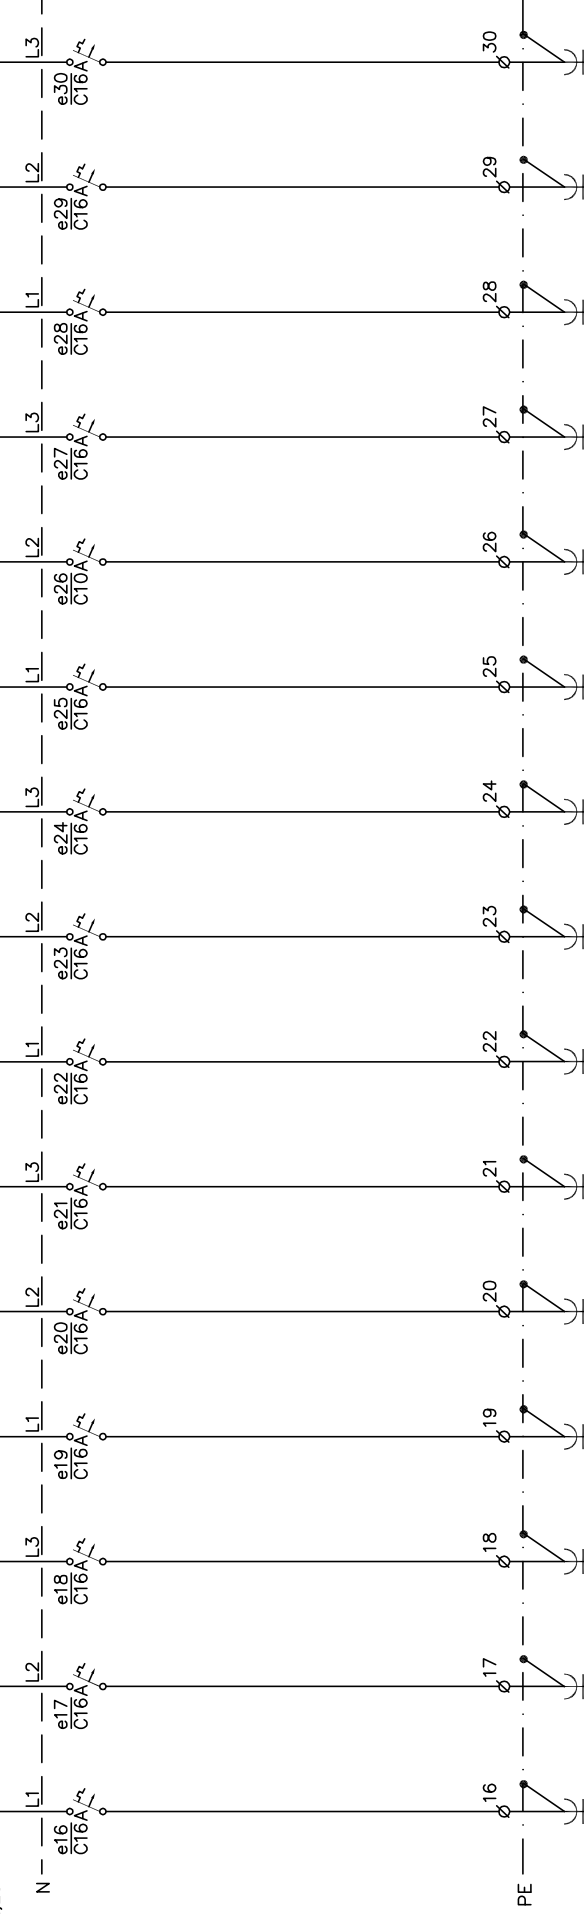 L1 L2 L3 L1 L2 L3 L1 L2 L3 L1 L2 L3 L1 L2 L3
N
e16 e17 e18 e19 e20 e21 e22 e23 e24 e25 e26 e27 e28 e29 e30
C16A C16A C16A C16A C16A C16A C16A C16A C16A C16A C10A C16A C16A C16A C16A
16 17 18 19 20 21 22 23 24 25 26 27 28 29 30
PE